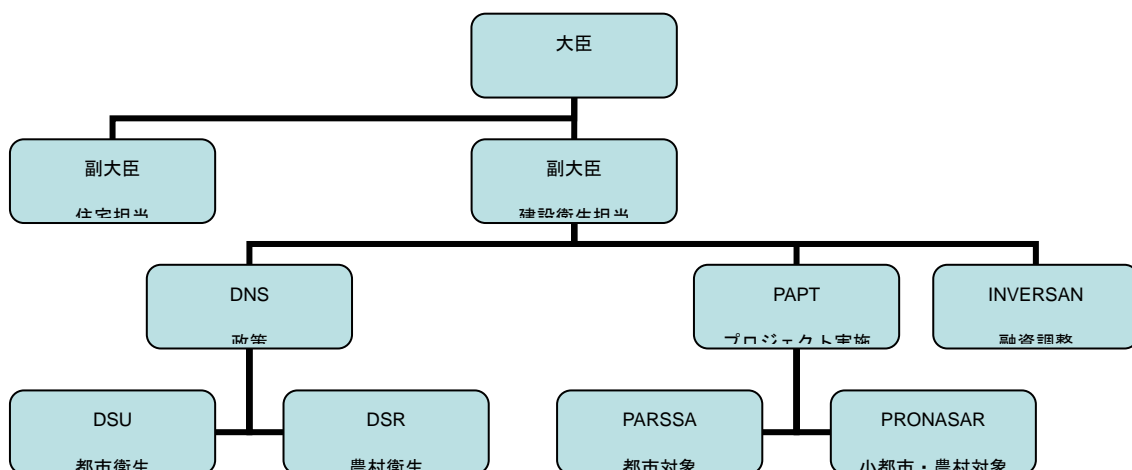 大臣
副大臣
住宅担当
副大臣
建設衛生担当
DNS
政策
PAPT
プロジェクト実施
INVERSAN
融資調整
DSU
都市衛生
DSR
農村衛生
PARSSA
都市対象
PRONASAR
小都市・農村対象